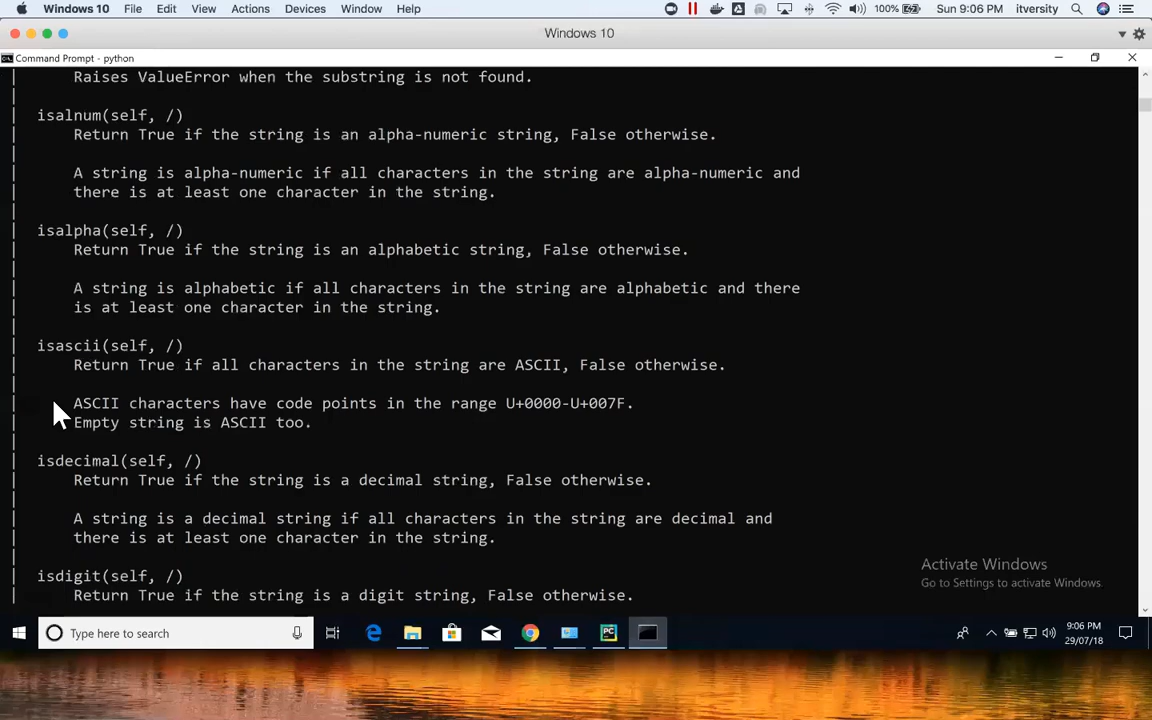 Windows 10 File Edit View Actions Devices Window Help 100% Sun 9:06 PM itversity
Windows 10
Command Prompt - python
Raises ValueError when the substring is not found.
isalnum(self, /)
Return True if the string is an alpha-numeric string, False otherwise.
A string is alpha-numeric if all characters in the string are alpha-numeric and
there is at least one character in the string.
isalpha(self, /)
Return True if the string is an alphabetic string, False otherwise.
A string is alphabetic if all characters in the string are alphabetic and there
is at least one character in the string.
isascii(self, /)
Return True if all characters in the string are ASCII, False otherwise.
ASCII characters have code points in the range U+0000-U+007F.
Empty string is ASCII too.
isdecimal(self, /)
Return True if the string is a decimal string, False otherwise.
A string is a decimal string if all characters in the string are decimal and
there is at least one character in the string.
isdigit(self, /)
Return True if the string is a digit string, False otherwise.
Activate Windows
Go to Settings to activate Windows.
Type here to search
PC
9:06 PM
29/07/18